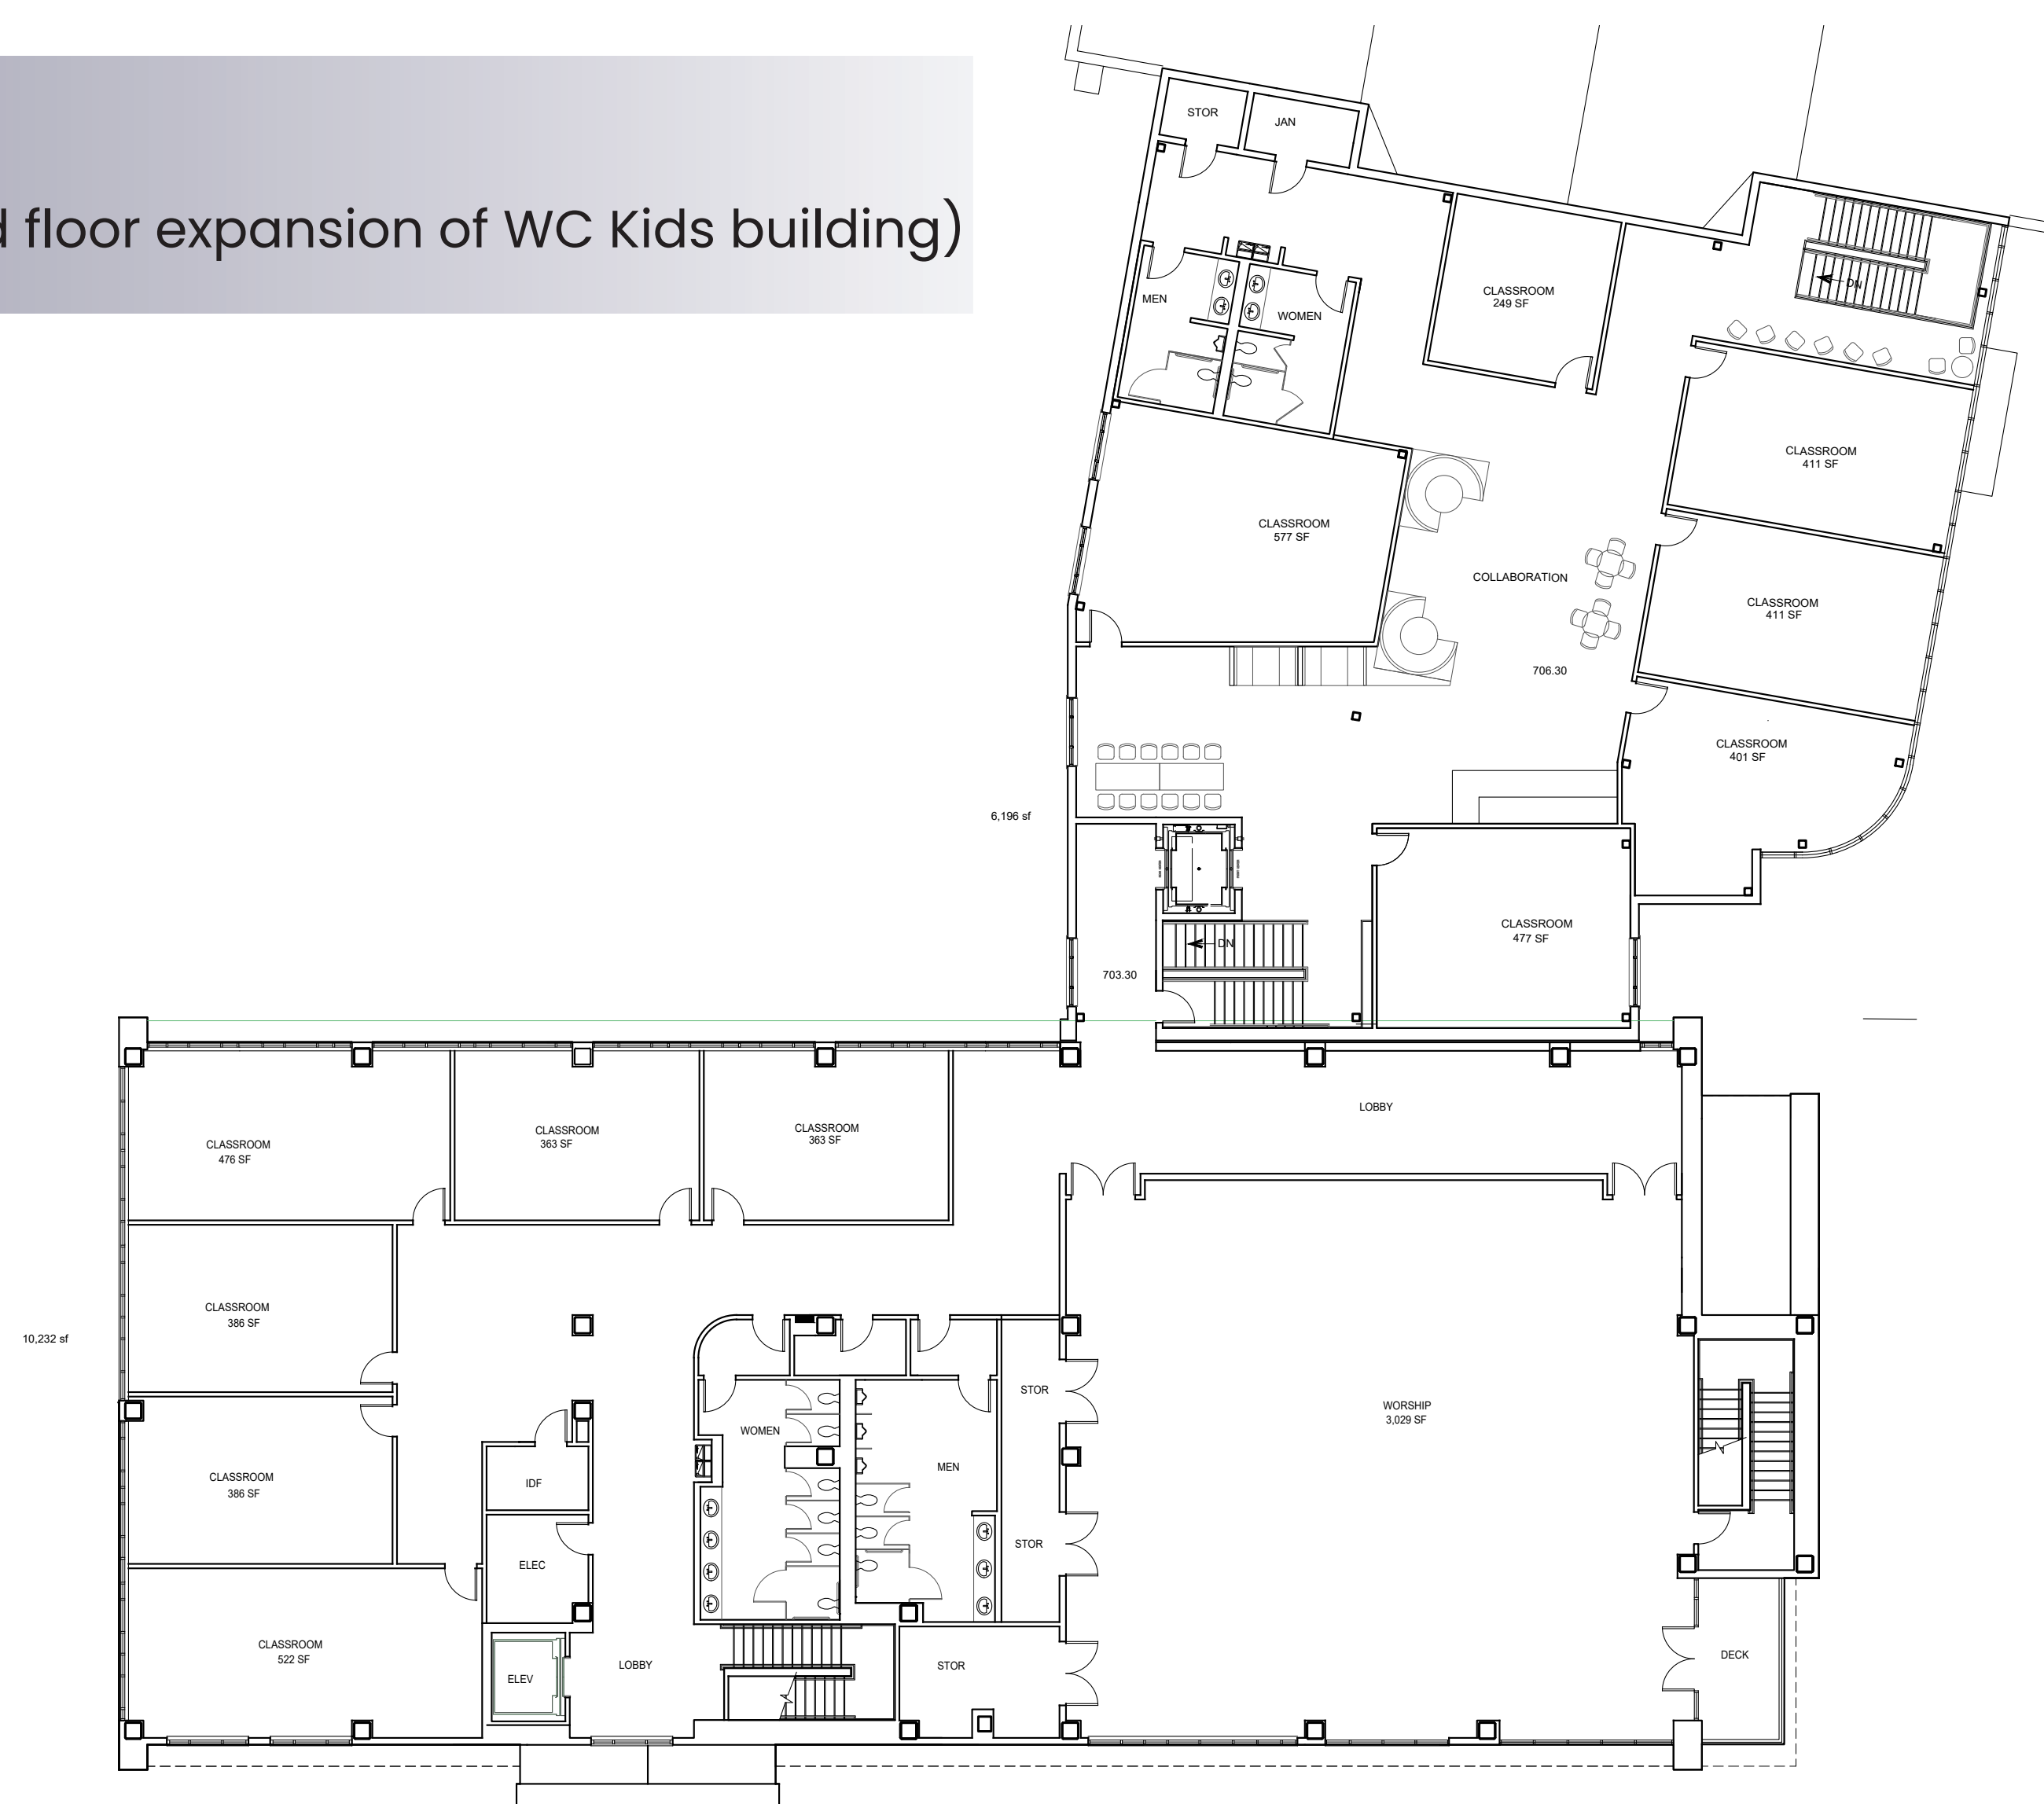 floor expansion of WC Kids building)
STOR
JAN
MEN
WOMEN
CLASSROOM
249 SF
DN
CLASSROOM
411 SF
CLASSROOM
577 SF
COLLABORATION
CLASSROOM
411 SF
706.30
CLASSROOM
401 SF
6,196 sf
CLASSROOM
477 SF
DN
703.30
LOBBY
CLASSROOM
476 SF
CLASSROOM
363 SF
CLASSROOM
363 SF
CLASSROOM
386 SF
10,232 sf
CLASSROOM
386 SF
IDF
ELEC
WOMEN
MEN
STOR
STOR
WORSHIP
3,029 SF
CLASSROOM
522 SF
ELEV
LOBBY
STOR
DECK